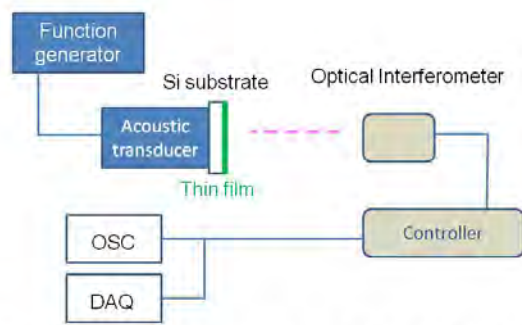 Function
generator
Si substrate
Optical Interferometer
Acoustic
transducer
Thin film
OSC
Controller
DAQ